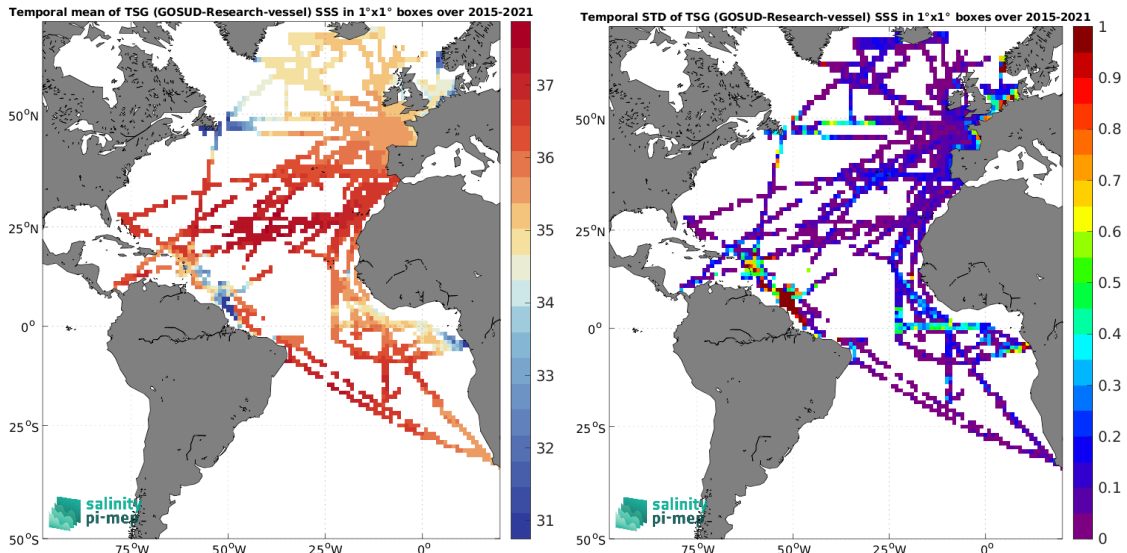 Temporal mean of TSG (GOSUD-Research-vessel) SSS in 1°x1° boxes over 2015-2021
50°N
25°N
0°
25°S
50°S
75°W
50°W
25°W
0°
37
36
35
34
33
32
31
salinity
pi-mep
Temporal STD of TSG (GOSUD-Research-vessel) SSS in 1°x1° boxes over 2015-2021
50°N
25°N
0°
25°S
50°S
75°W
50°W
25°W
0°
1
0.9
0.8
0.7
0.6
0.5
0.4
0.3
0.2
0.1
0
salinity
pi-mep